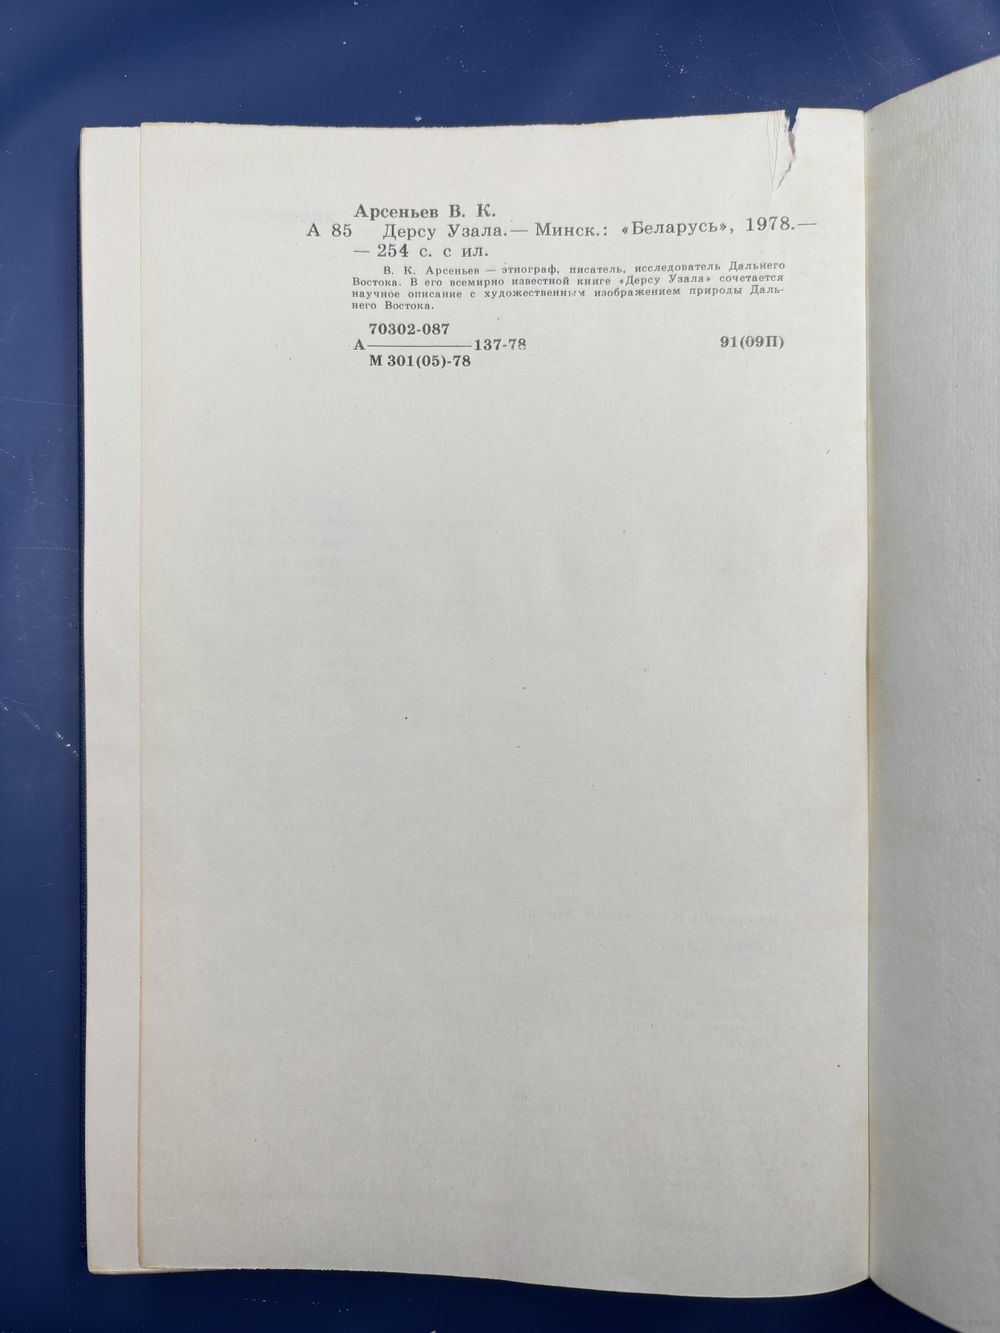 Арсеньев В. К.
А 85 Дерсу Узала.— Минск.: «Беларусь», 1978.—
— 254 с. с ил.
В. К. Арсеньев — этнограф, писатель, исследователь Дальнего
Востока. В его всемирно известной книге «Дерсу Узала» сочетается
научное описание с художественным изображением природы Даль-
него Востока.
70302-087
А————137-78 91(09П)
М 301(05)-78